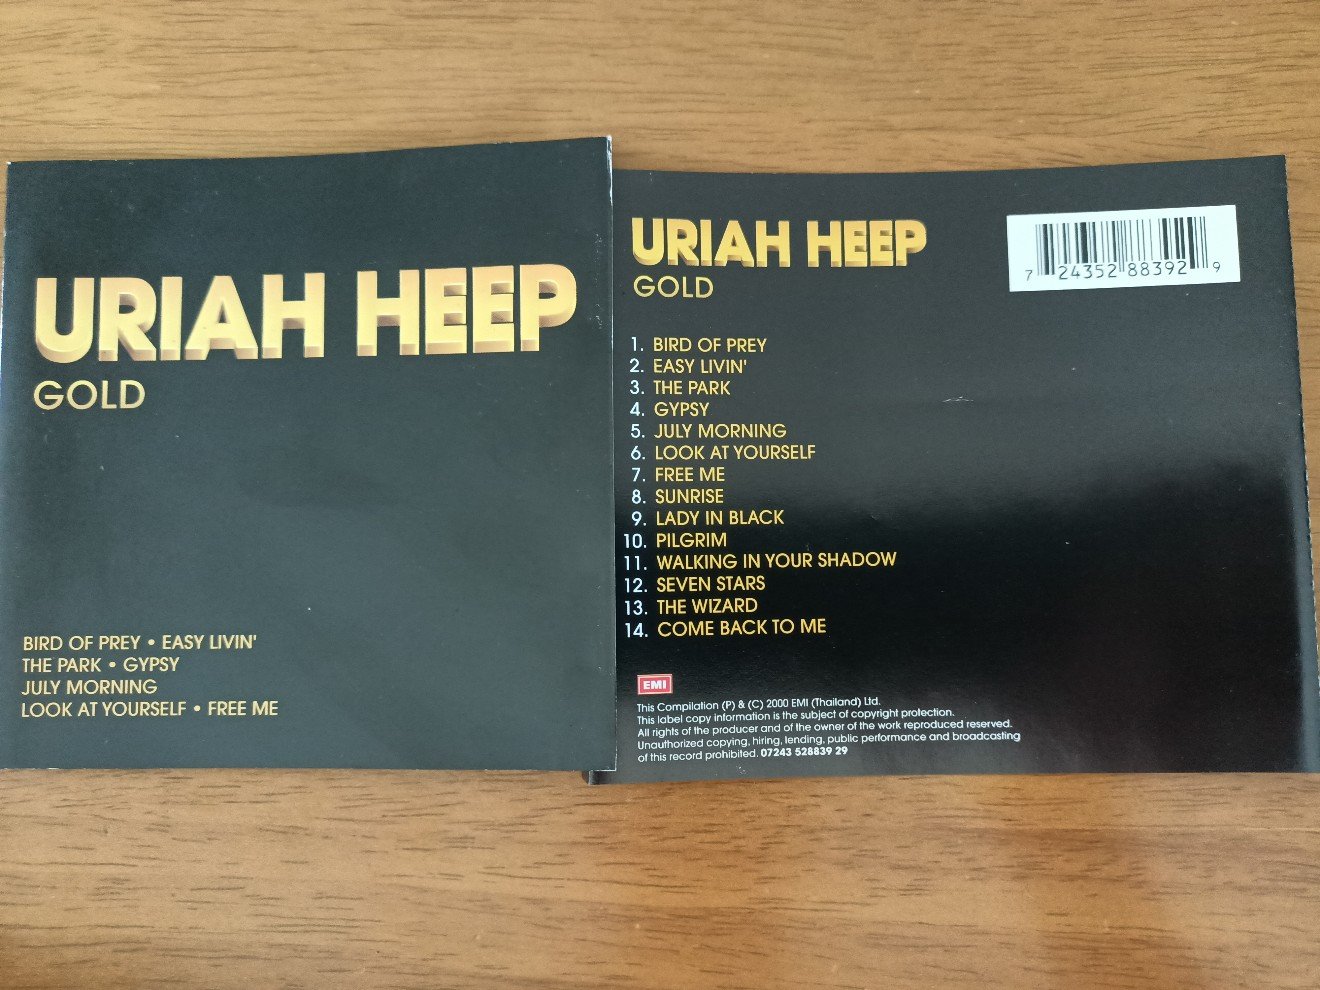 URIAH HEEP
GOLD
BIRD OF PREY • EASY LIVIN'
THE PARK • GYPSY
JULY MORNING
LOOK AT YOURSELF • FREE ME
URIAH HEEP
GOLD
7 24352 88392 9
1. BIRD OF PREY
2. EASY LIVIN'
3. THE PARK
4. GYPSY
5. JULY MORNING
6. LOOK AT YOURSELF
7. FREE ME
8. SUNRISE
9. LADY IN BLACK
10. PILGRIM
11. WALKING IN YOUR SHADOW
12. SEVEN STARS
13. THE WIZARD
14. COME BACK TO ME
EMI
This Compilation (P) & (C) 2000 EMI (Thailand) Ltd.
This label copy information is the subject of copyright protection.
All rights of the producer and of the owner of the work reproduced reserved.
Unauthorized copying, hiring, lending, public performance and broadcasting
of this record prohibited. 07243 528839 29